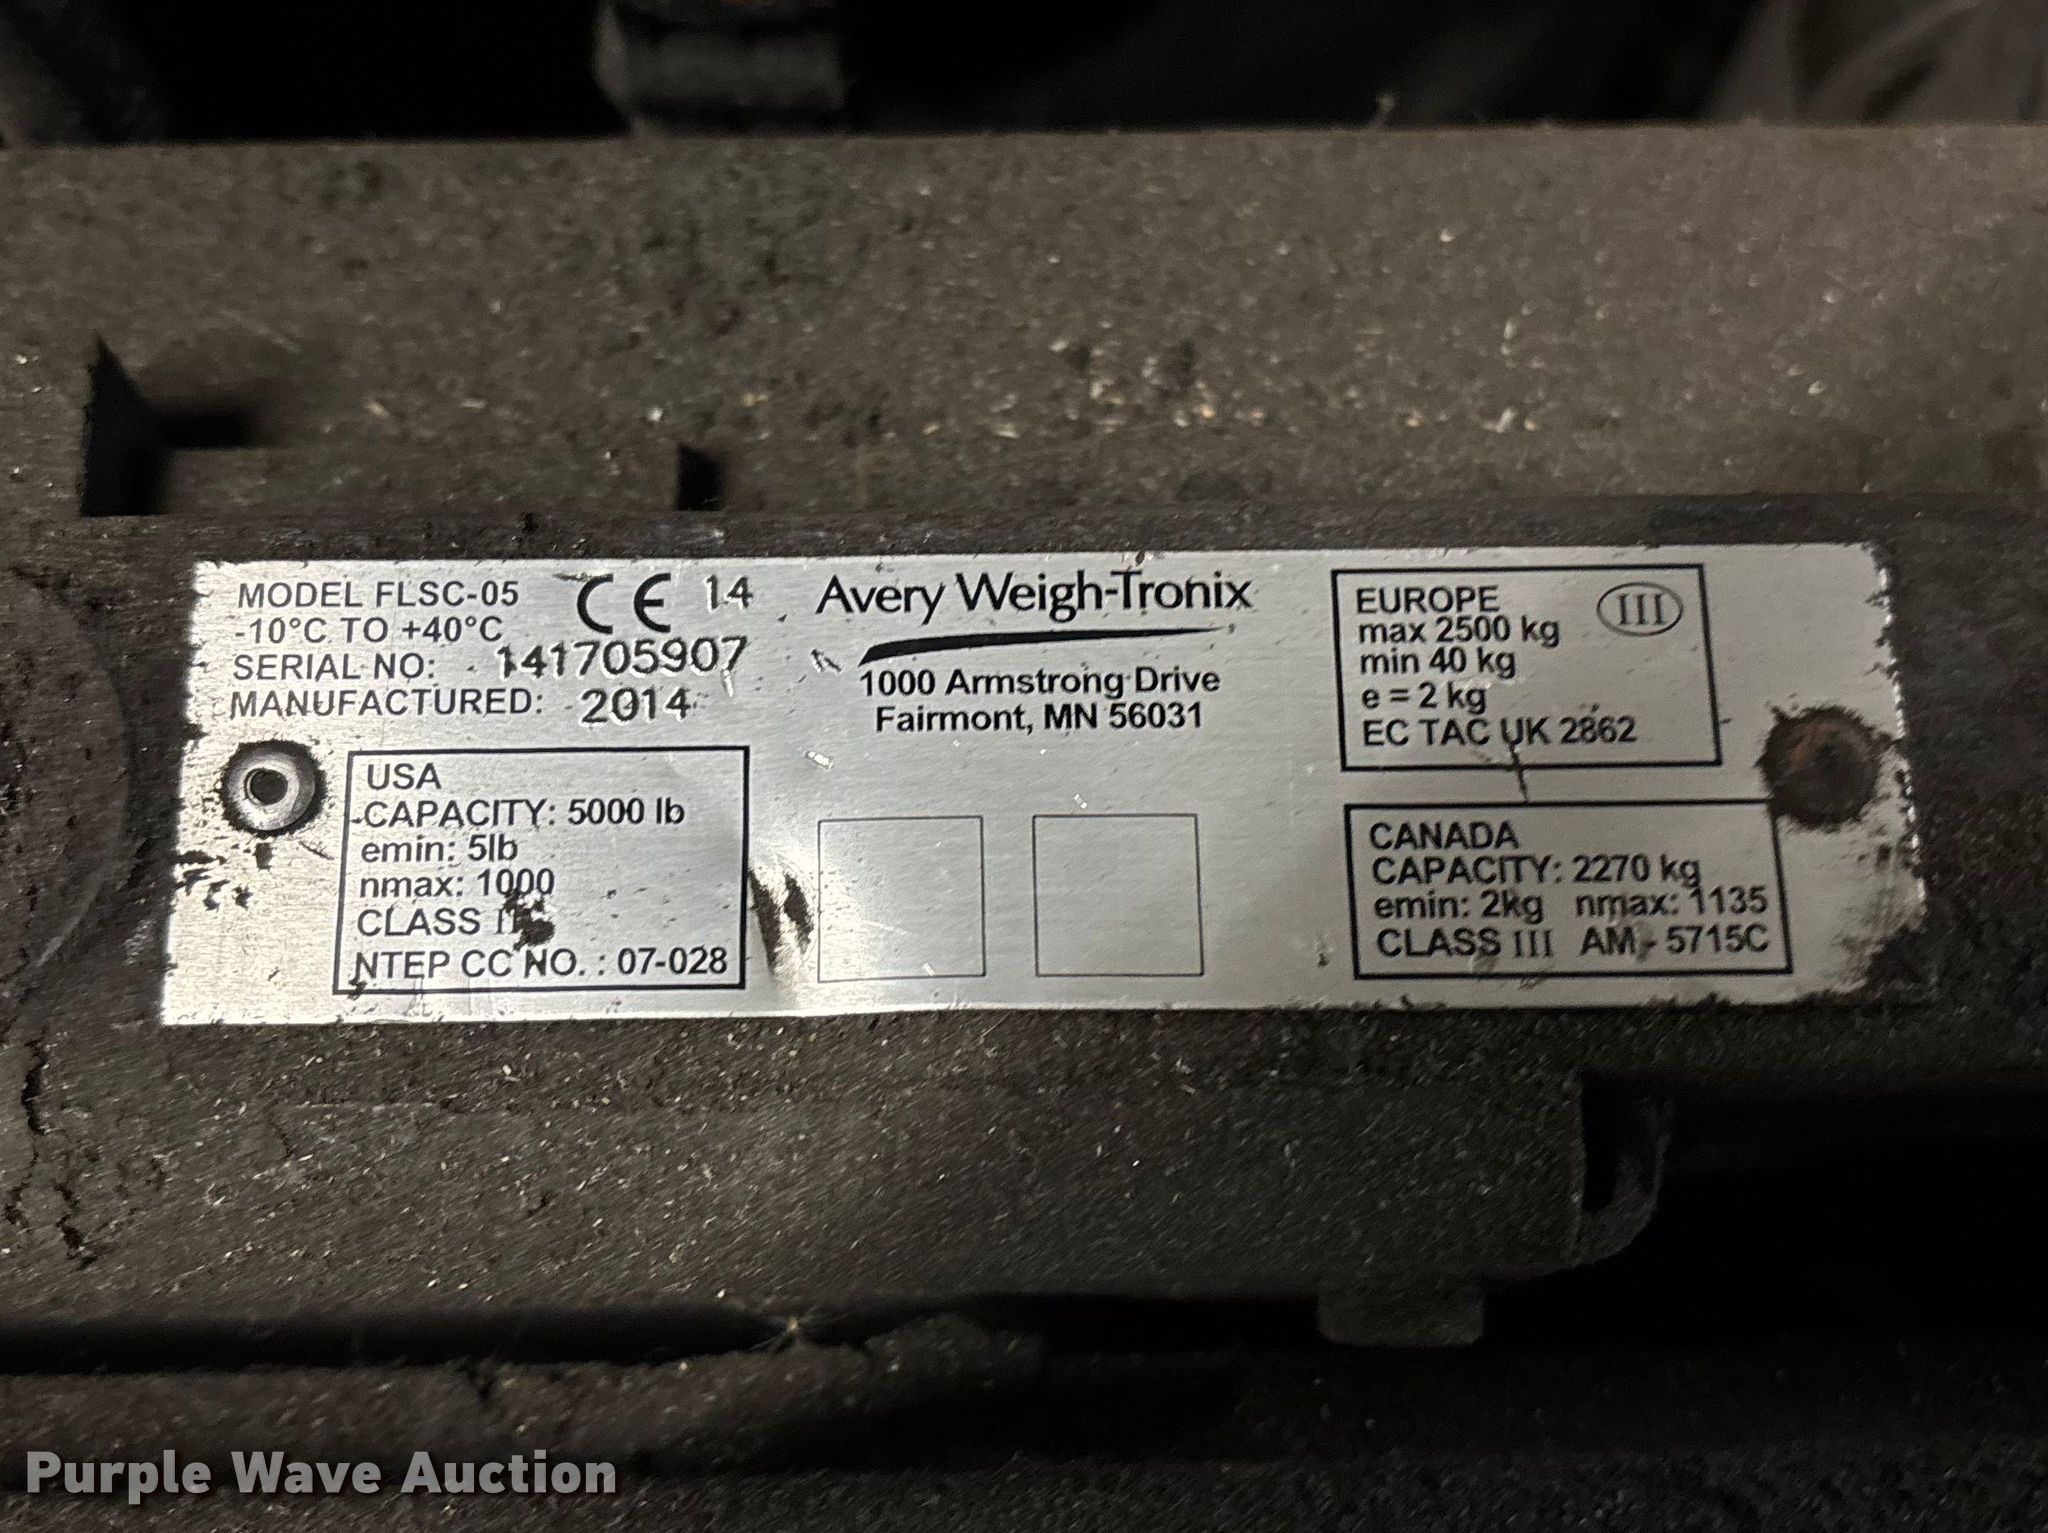 MODEL FLSC-05 CE 14
-10°C TO +40°C
SERIAL NO: 141705907
MANUFACTURED: 2014
Avery Weigh-Tronix
1000 Armstrong Drive
Fairmont, MN 56031
USA
CAPACITY: 5000 lb
emin: 5lb
nmax: 1000
CLASS
NTEP CC NO. : 07-028
EUROPE III
max 2500 kg
min 40 kg
e = 2 kg
EC TAC UK 2862
CANADA
CAPACITY: 2270 kg
emin: 2kg nmax: 1135
CLASS III AM - 5715C
Purple Wave Auction